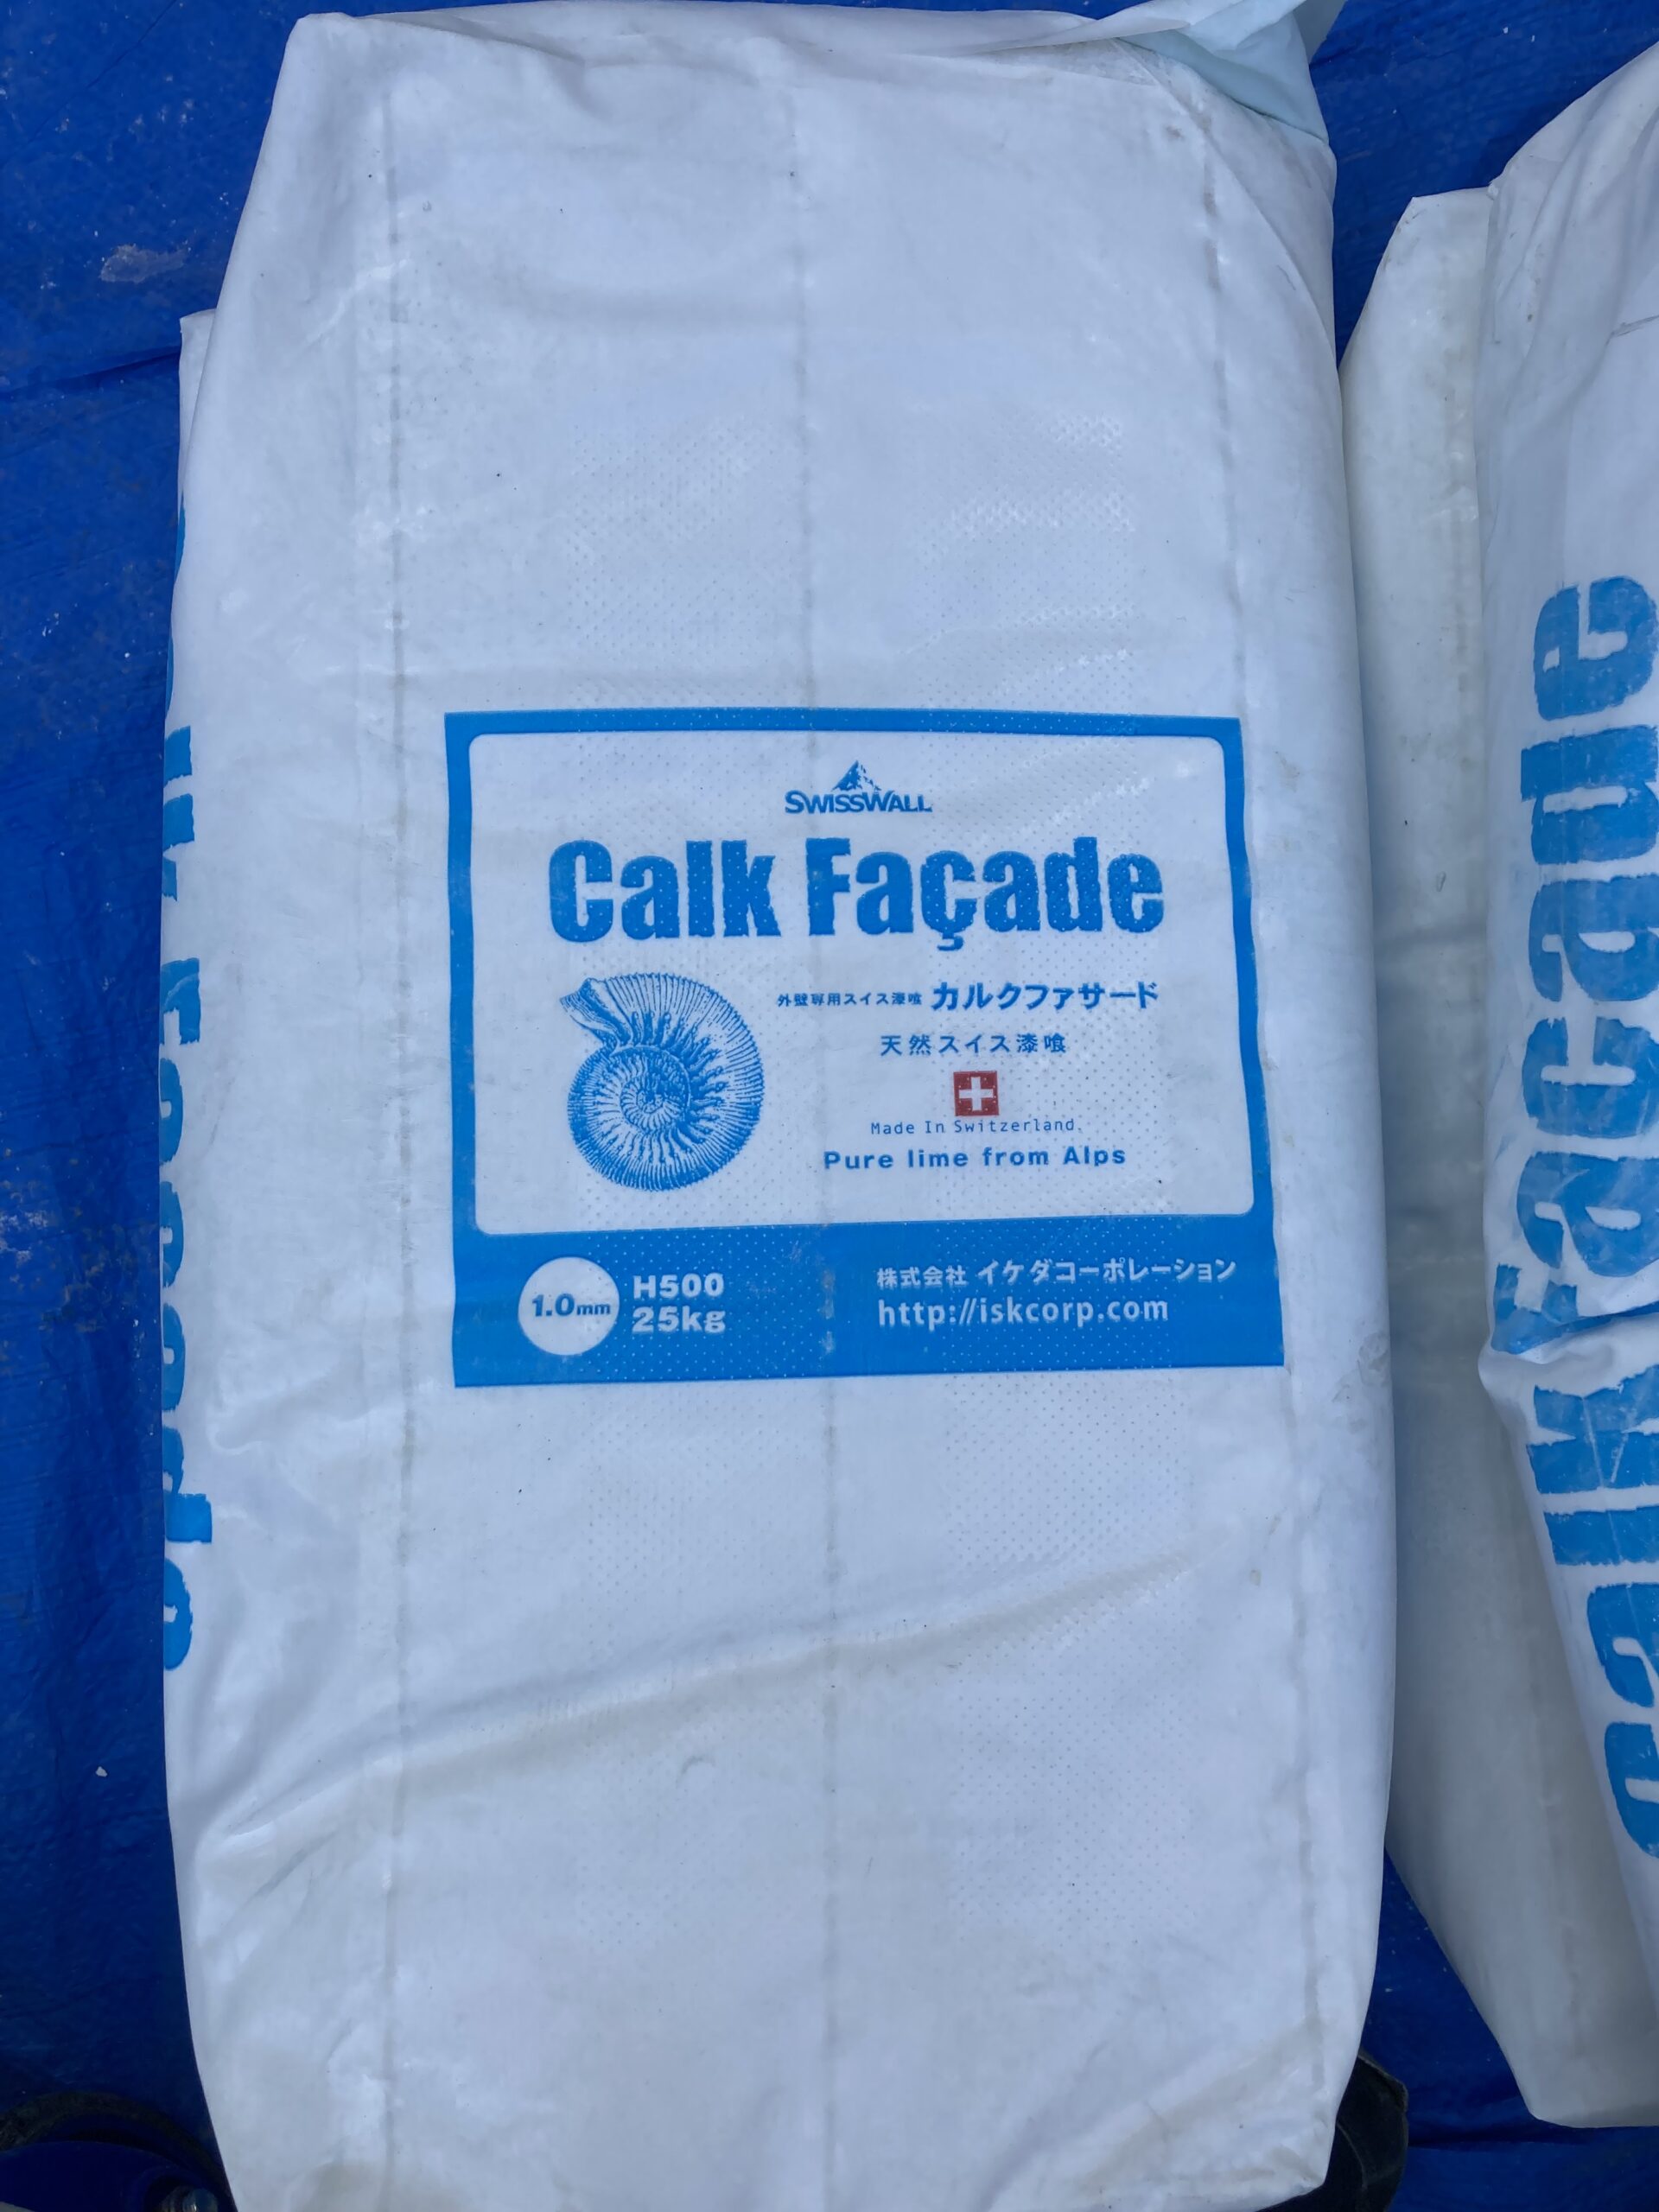 SWISSWALL
Calk Façade
外壁専用スイス漆喰 カルクファサード
天然スイス漆喰
Made In Switzerland.
Pure lime from Alps
1.0mm
H500
25kg
株式会社 イケダコーポレーション
http://iskcorp.com
Calk Facade